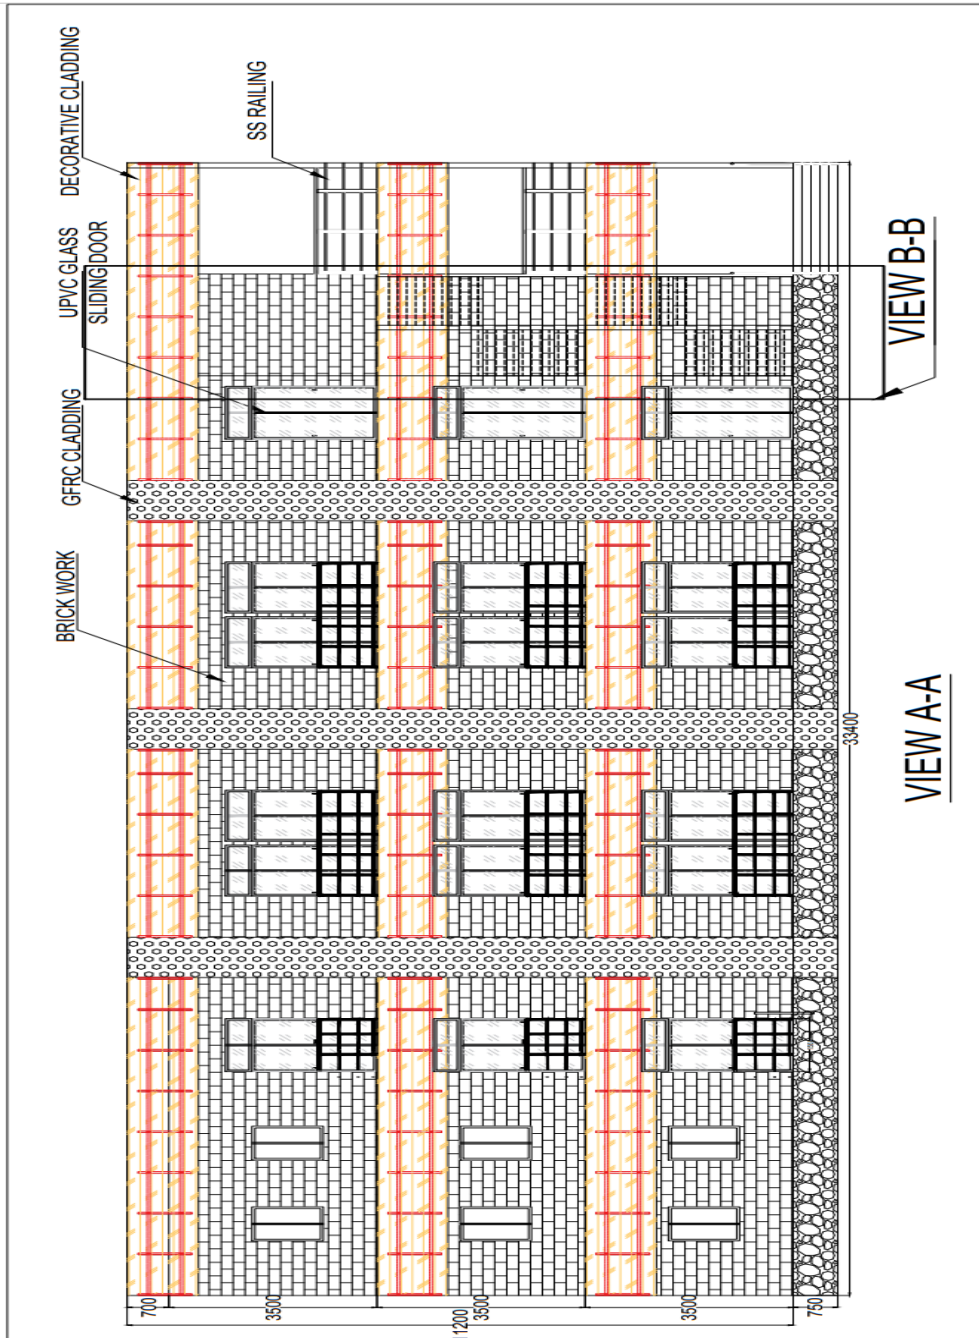 DECORATIVE CLADDING
SS RAILING
UPVC GLASS
SLIDING DOOR
GFRC CLADDING
BRICK WORK
VIEW B-B
VIEW A-A
33400
700
3500
3500
3500
750
11200